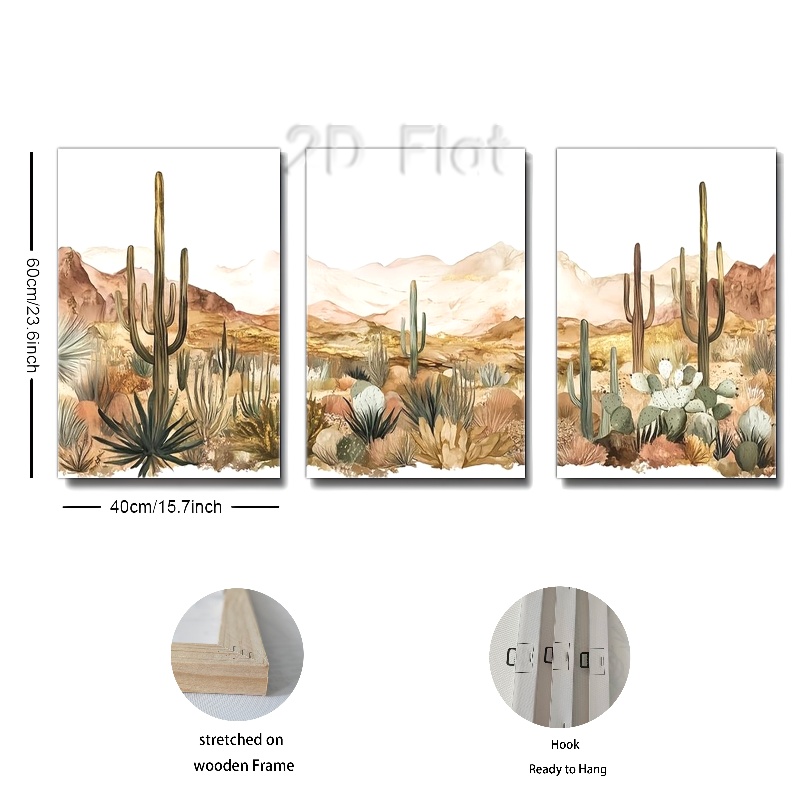 2D Flat
60cm/23.6inch
40cm/15.7inch
stretched on
wooden Frame
Hook
Ready to Hang